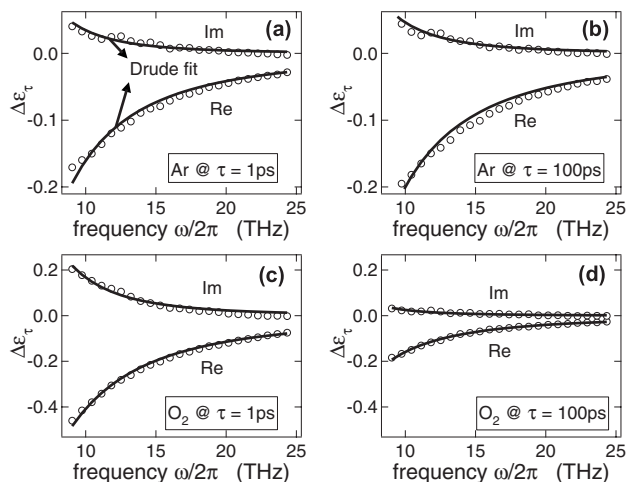 (a)
0.0
-0.1
-0.2
Δε_τ
Im
Drude fit
Re
Ar @ τ = 1ps
10 15 20 25
frequency ω/2π (THz)
(b)
0.0
-0.1
-0.2
Δε_τ
Im
Re
Ar @ τ = 100ps
10 15 20 25
frequency ω/2π (THz)
(c)
0.2
0.0
-0.2
-0.4
Δε_τ
Im
Re
O₂ @ τ = 1ps
10 15 20 25
frequency ω/2π (THz)
(d)
0.2
0.0
-0.2
-0.4
Δε_τ
Im
Re
O₂ @ τ = 100ps
10 15 20 25
frequency ω/2π (THz)